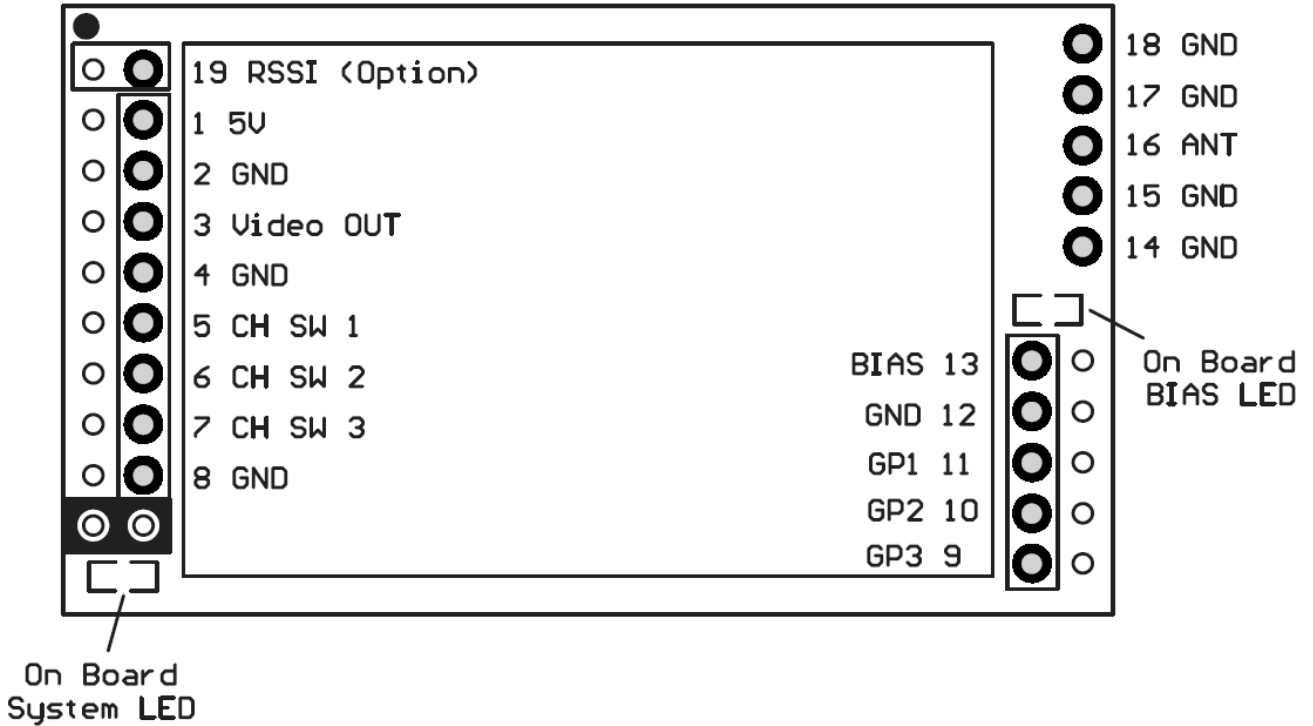 19 RSSI (Option)
1 5V
2 GND
3 Video OUT
4 GND
5 CH SW 1
6 CH SW 2
7 CH SW 3
8 GND
18 GND
17 GND
16 ANT
15 GND
14 GND
BIAS 13
GND 12
GP1 11
GP2 10
GP3 9
On Board
BIAS LED
On Board
System LED